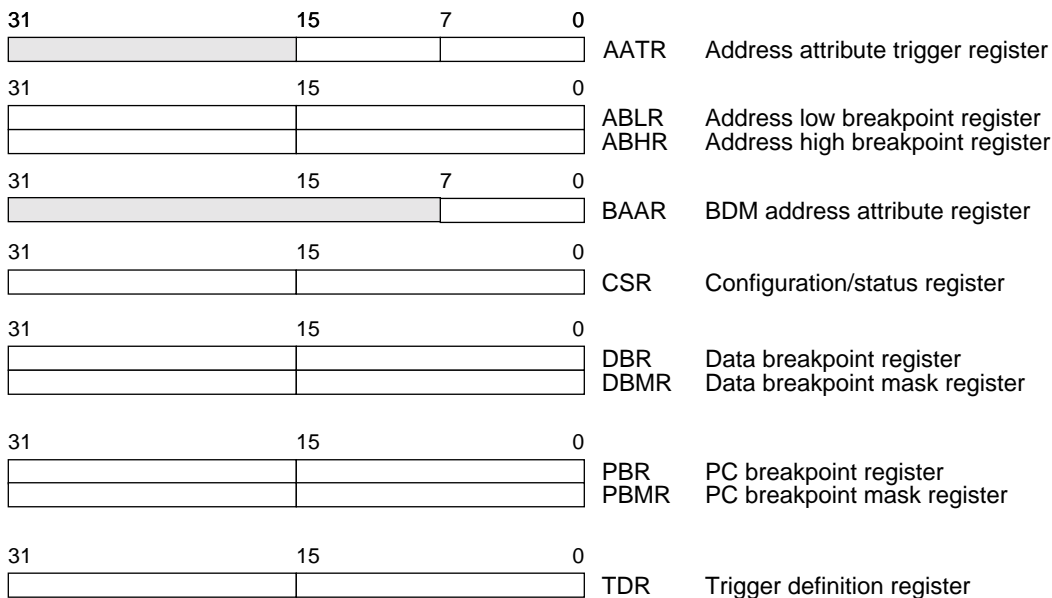 31 15 7 0
AATR Address attribute trigger register
31 15 0
ABLR Address low breakpoint register
ABHR Address high breakpoint register
31 15 7 0
BAAR BDM address attribute register
31 15 0
CSR Configuration/status register
31 15 0
DBR Data breakpoint register
DBMR Data breakpoint mask register
31 15 0
PBR PC breakpoint register
PBMR PC breakpoint mask register
31 15 0
TDR Trigger definition register